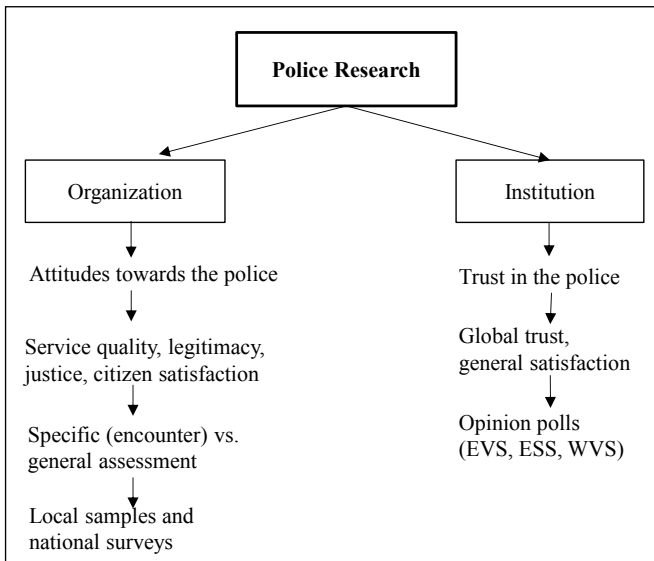 Police Research
Organization
Attitudes towards the police
Service quality, legitimacy,
justice, citizen satisfaction
Specific (encounter) vs.
general assessment
Local samples and
national surveys
Institution
Trust in the police
Global trust,
general satisfaction
Opinion polls
(EVS, ESS, WVS)